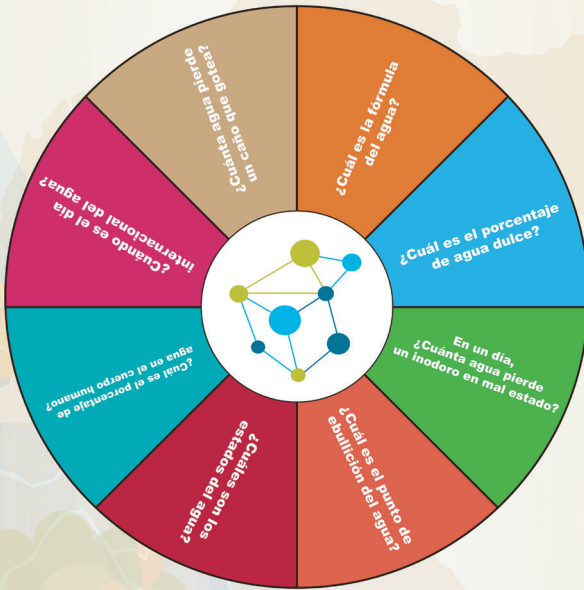 ¿Cuál es la fórmula
del agua?
¿Cuál es el porcentaje
de agua dulce?
En un día,
¿Cuánta agua pierde
un inodoro en mal estado?
¿Cuál es el punto de
ebullición del agua?
¿Cuáles son los
estados del agua?
¿Cuál es el porcentaje de
agua en el cuerpo humano?
¿Cuándo es el día
internacional del agua?
¿Cuánta agua pierde
un caño que gotea?